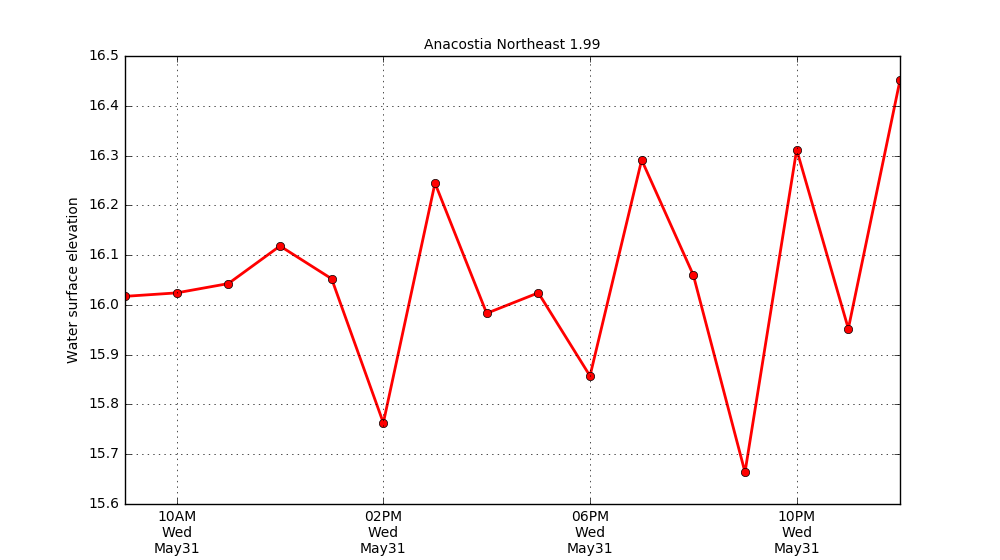 Anacostia Northeast 1.99
16.5
16.4
16.3
16.2
16.1
16.0
15.9
15.8
15.7
15.6
Water surface elevation
10AM 02PM 06PM 10PM
Wed Wed Wed Wed
May31 May31 May31 May31